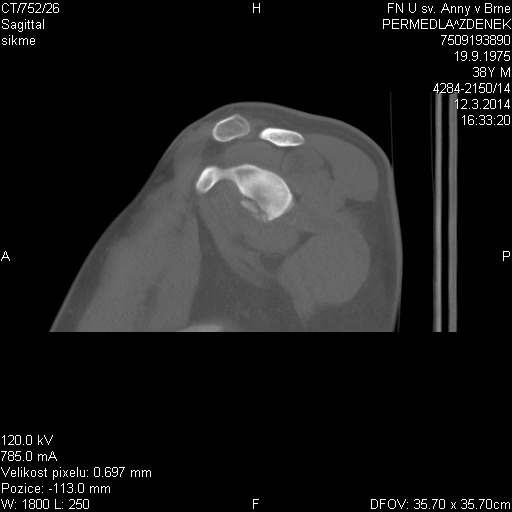 CT/752/26
Sagittal
sikme
H
FN U sv. Anny v Brne
PERMEDLA^ZDENEK
7509193890
19.9.1975
38Y M
4284-2150/14
12.3.2014
16:33:20
A
P
120.0 kV
785.0 mA
Velikost pixelu: 0.697 mm
Pozice: -113.0 mm
W: 1800 L: 250
F
DFOV: 35.70 x 35.70cm